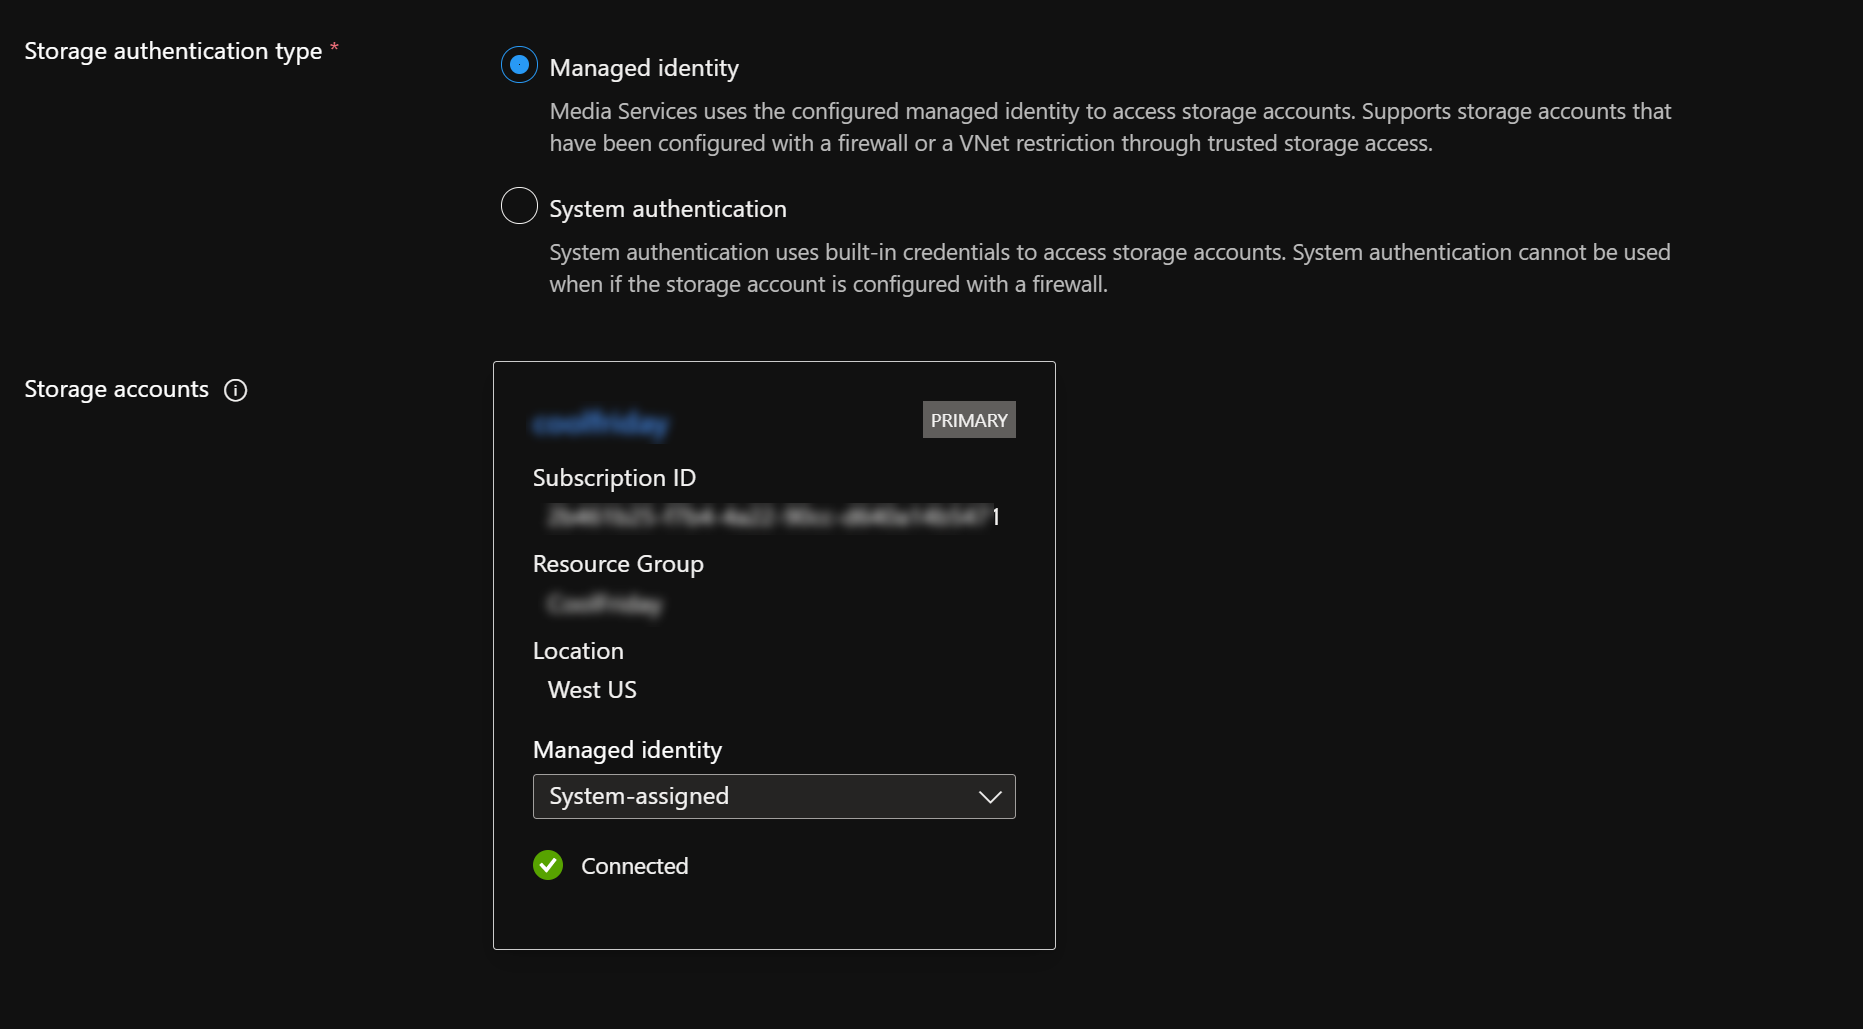 Storage authentication type *
Managed identity
Media Services uses the configured managed identity to access storage accounts. Supports storage accounts that
have been configured with a firewall or a VNet restriction through trusted storage access.
System authentication
System authentication uses built-in credentials to access storage accounts. System authentication cannot be used
when if the storage account is configured with a firewall.
Storage accounts
PRIMARY
Subscription ID
1
Resource Group
Location
West US
Managed identity
System-assigned
Connected